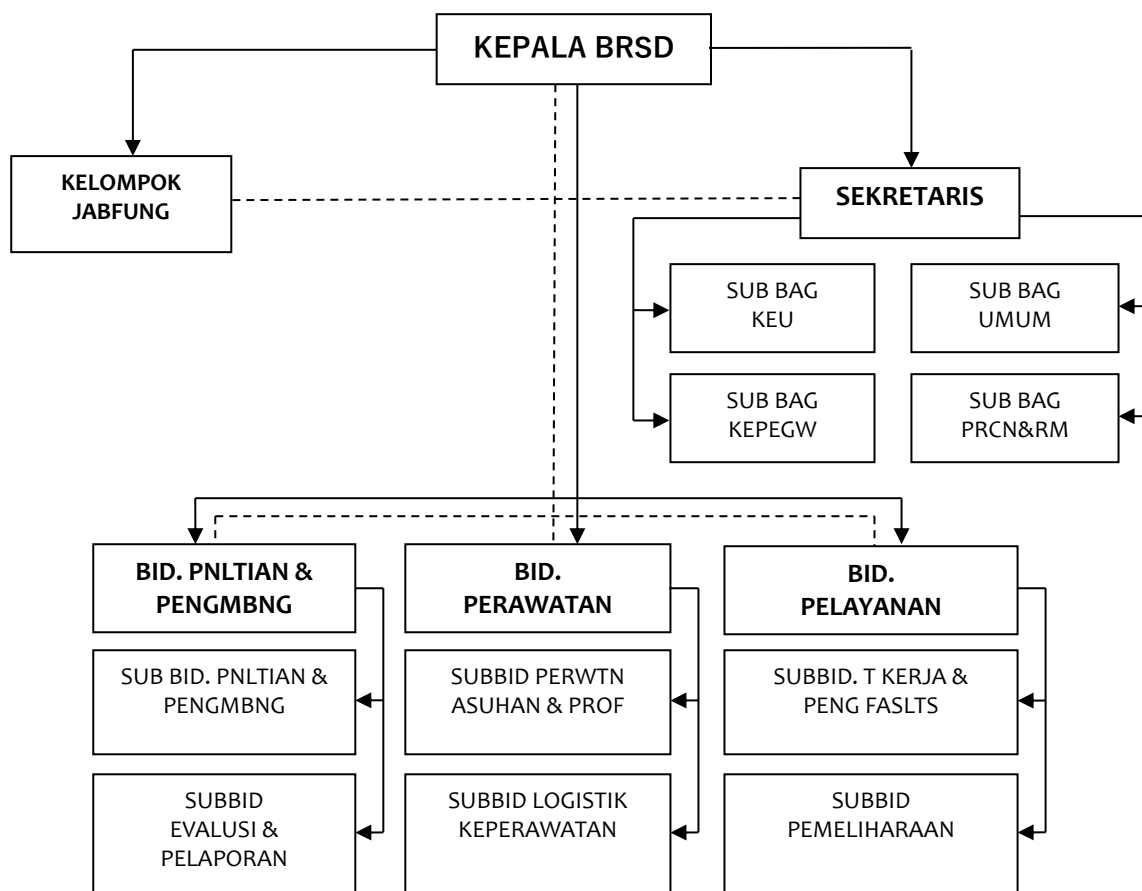 KEPALA BRSD
KELOMPOK
JABFUNG
SEKRETARIS
SUB BAG
KEU
SUB BAG
UMUM
SUB BAG
KEPEGW
SUB BAG
PRCN&RM
BID. PNLTIAN &
PENGMBNG
BID.
PERAWATAN
BID.
PELAYANAN
SUB BID. PNLTIAN &
PENGMBNG
SUBBID PERWTN
ASUHAN & PROF
SUBBID. T KERJA &
PENG FASLTS
SUBBID
EVALUSI &
PELAPORAN
SUBBID LOGISTIK
KEPERAWATAN
SUBBID
PEMELIHARAAN